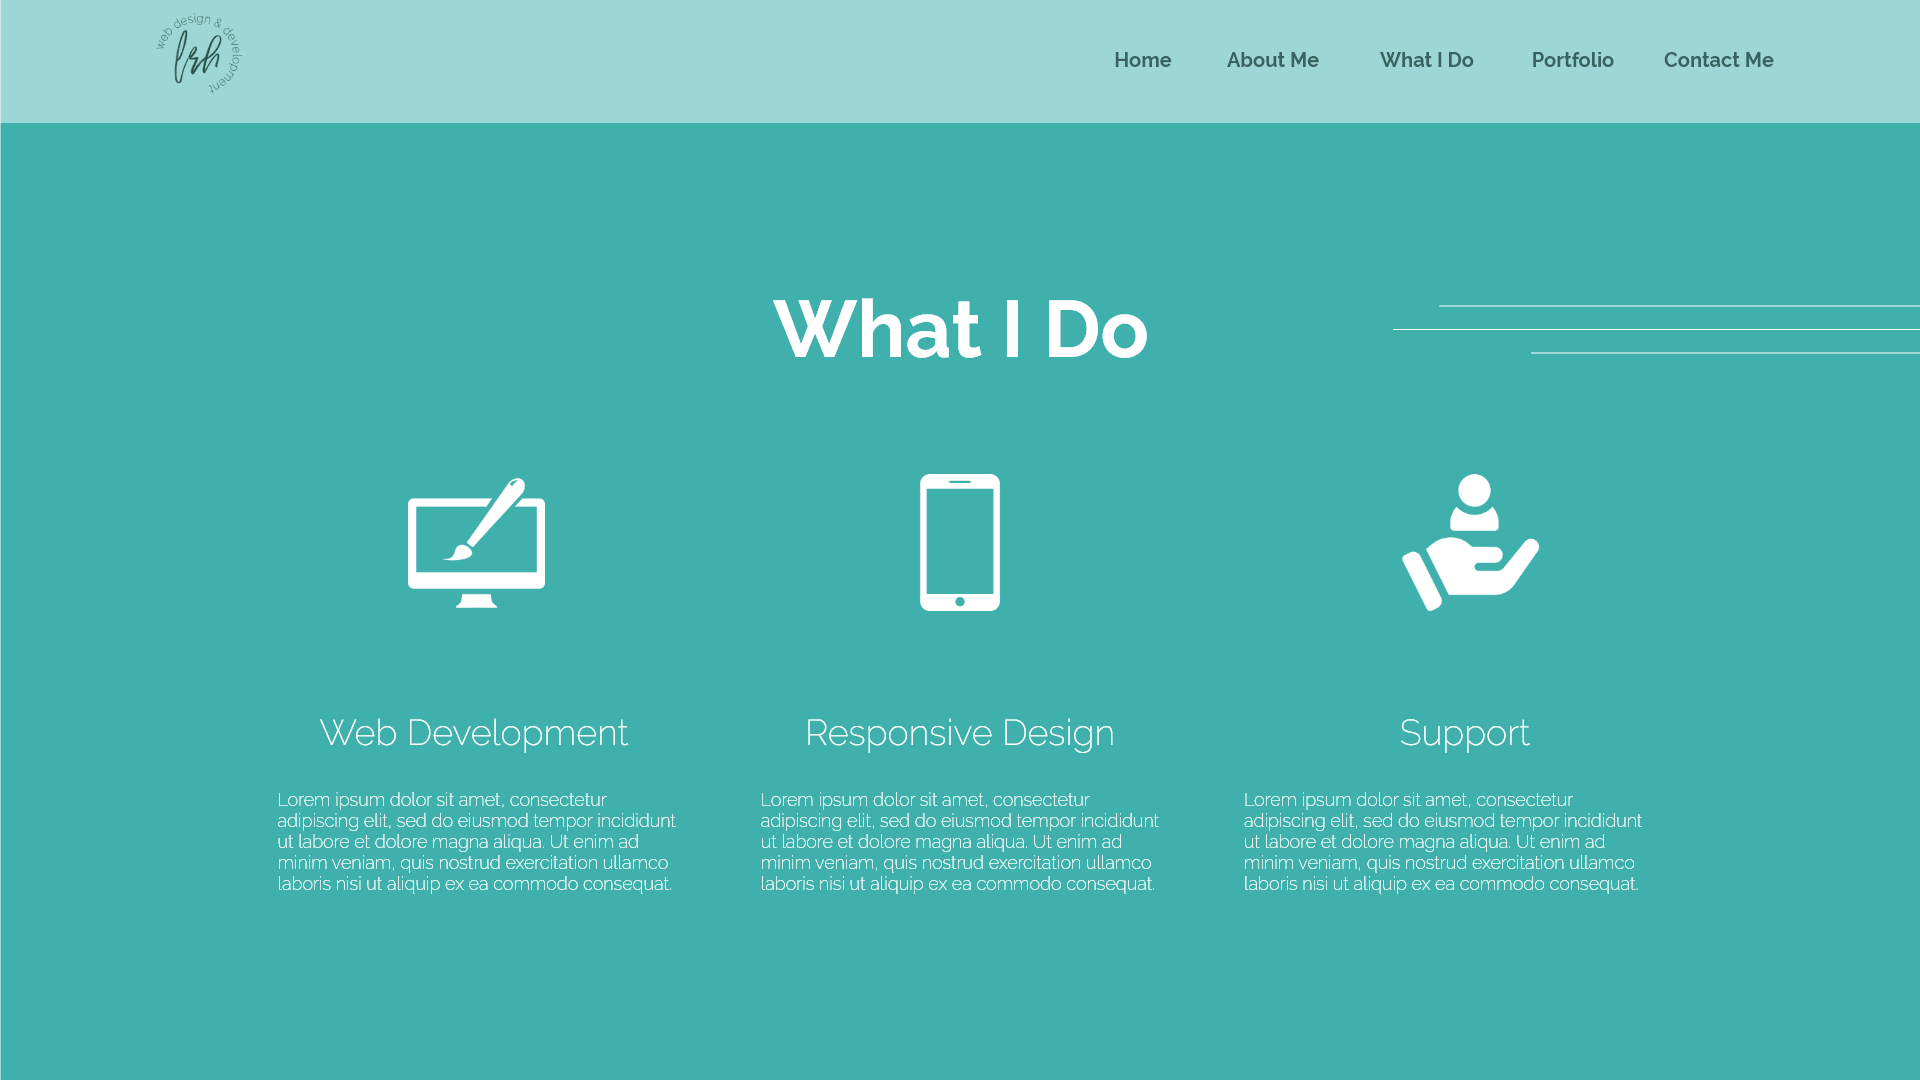 web design & development
lrh
Home
About Me
What I Do
Portfolio
Contact Me
What I Do
Web Development
Lorem ipsum dolor sit amet, consectetur
adipiscing elit, sed do eiusmod tempor incididunt
ut labore et dolore magna aliqua. Ut enim ad
minim veniam, quis nostrud exercitation ullamco
laboris nisi ut aliquip ex ea commodo consequat.
Responsive Design
Lorem ipsum dolor sit amet, consectetur
adipiscing elit, sed do eiusmod tempor incididunt
ut labore et dolore magna aliqua. Ut enim ad
minim veniam, quis nostrud exercitation ullamco
laboris nisi ut aliquip ex ea commodo consequat.
Support
Lorem ipsum dolor sit amet, consectetur
adipiscing elit, sed do eiusmod tempor incididunt
ut labore et dolore magna aliqua. Ut enim ad
minim veniam, quis nostrud exercitation ullamco
laboris nisi ut aliquip ex ea commodo consequat.